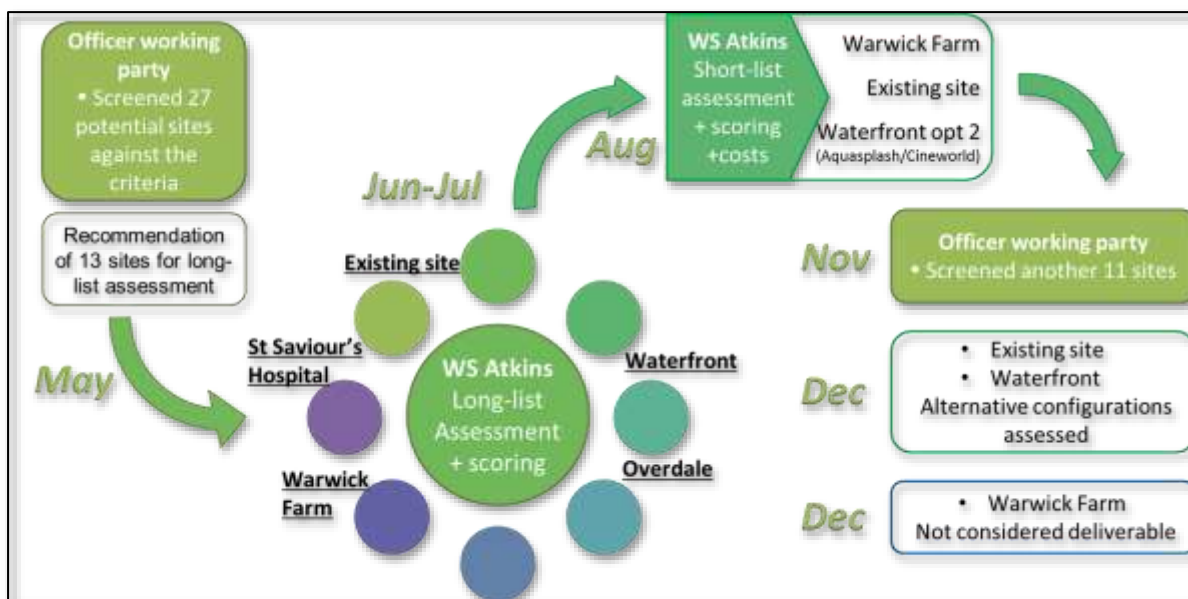 Officer working
party
• Screened 27
potential sites
against the
criteria
Recommendation
of 13 sites for long-
list assessment
May
Jun-Jul
Existing site
St Saviour's
Hospital
Warwick
Farm
WS Atkins
Long-list
Assessment
+ scoring
Waterfront
Overdale
Aug
WS Atkins
Short-list
assessment
+ scoring
+costs
Warwick Farm
Existing site
Waterfront opt 2
(Aquasplash/Cineworld)
Nov
Officer working party
• Screened another 11 sites
Dec
• Existing site
• Waterfront
Alternative configurations
assessed
Dec
• Warwick Farm
Not considered deliverable